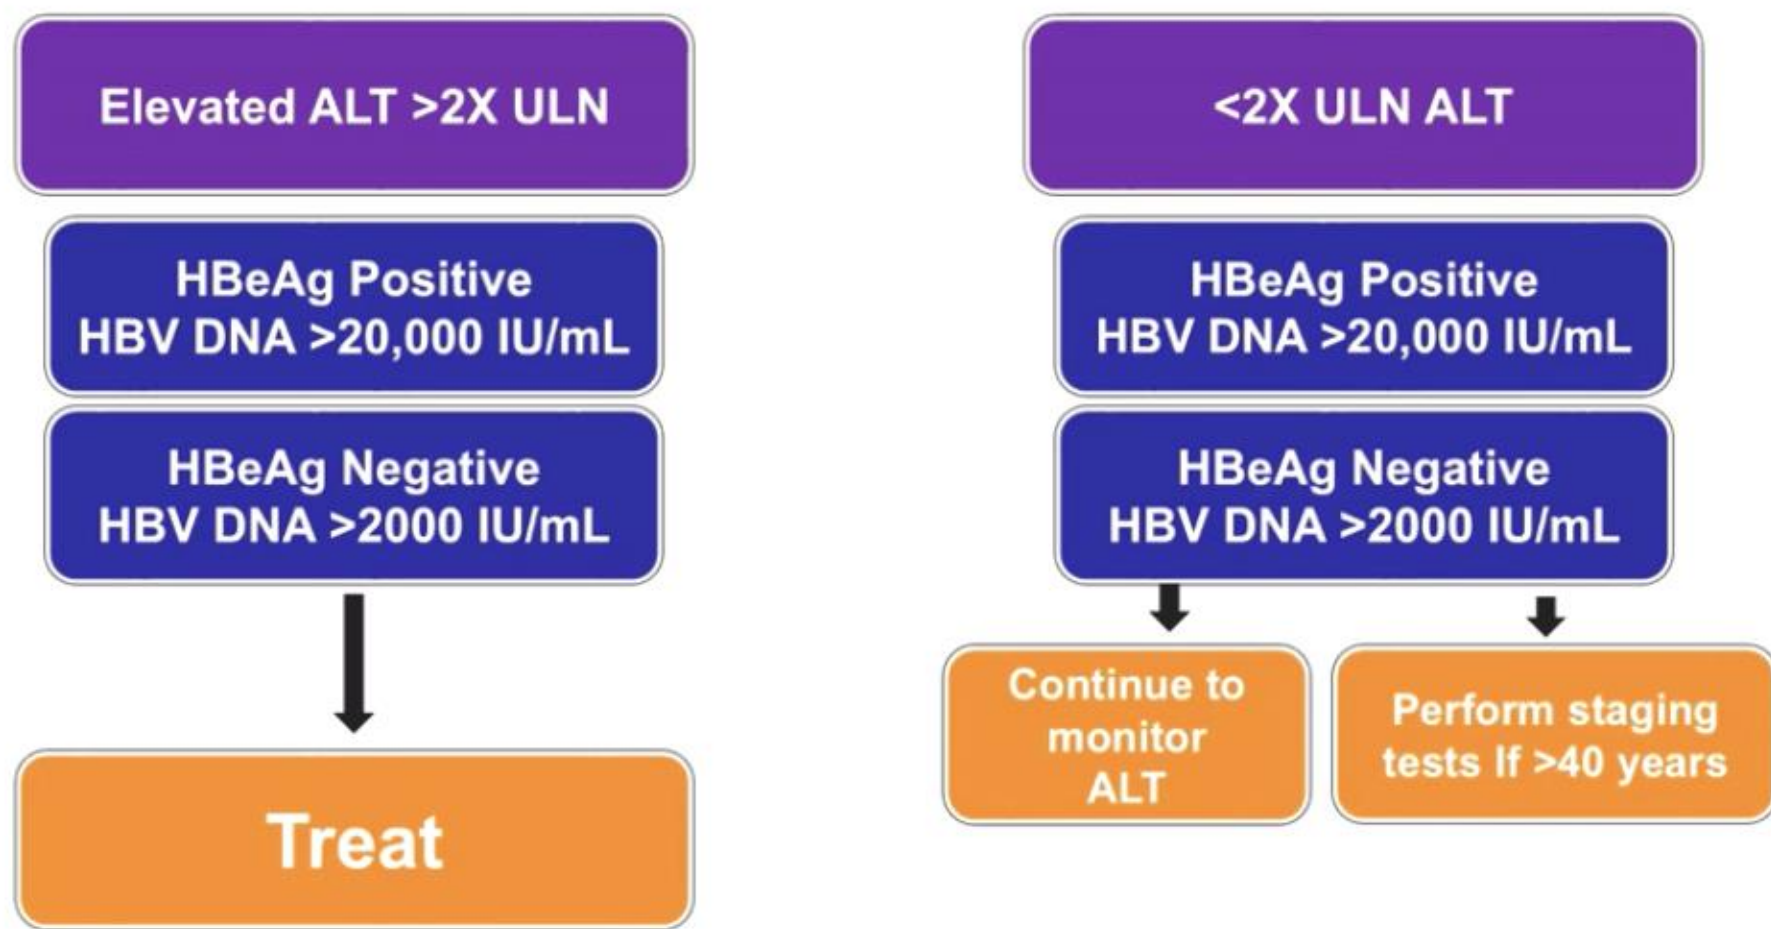 Elevated ALT >2X ULN
HBeAg Positive
HBV DNA >20,000 IU/mL
HBeAg Negative
HBV DNA >2000 IU/mL
Treat
<2X ULN ALT
HBeAg Positive
HBV DNA >20,000 IU/mL
HBeAg Negative
HBV DNA >2000 IU/mL
Continue to
monitor
ALT
Perform staging
tests If >40 years